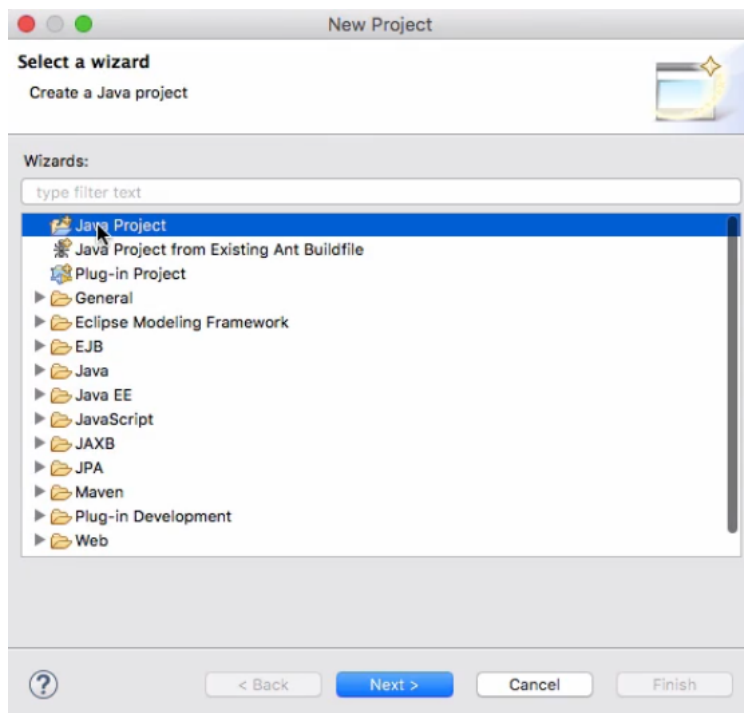 New Project
Select a wizard
Create a Java project
Wizards:
type filter text
Java Project
Java Project from Existing Ant Buildfile
Plug-in Project
General
Eclipse Modeling Framework
EJB
Java
Java EE
JavaScript
JAXB
JPA
Maven
Plug-in Development
Web
? < Back Next > Cancel Finish